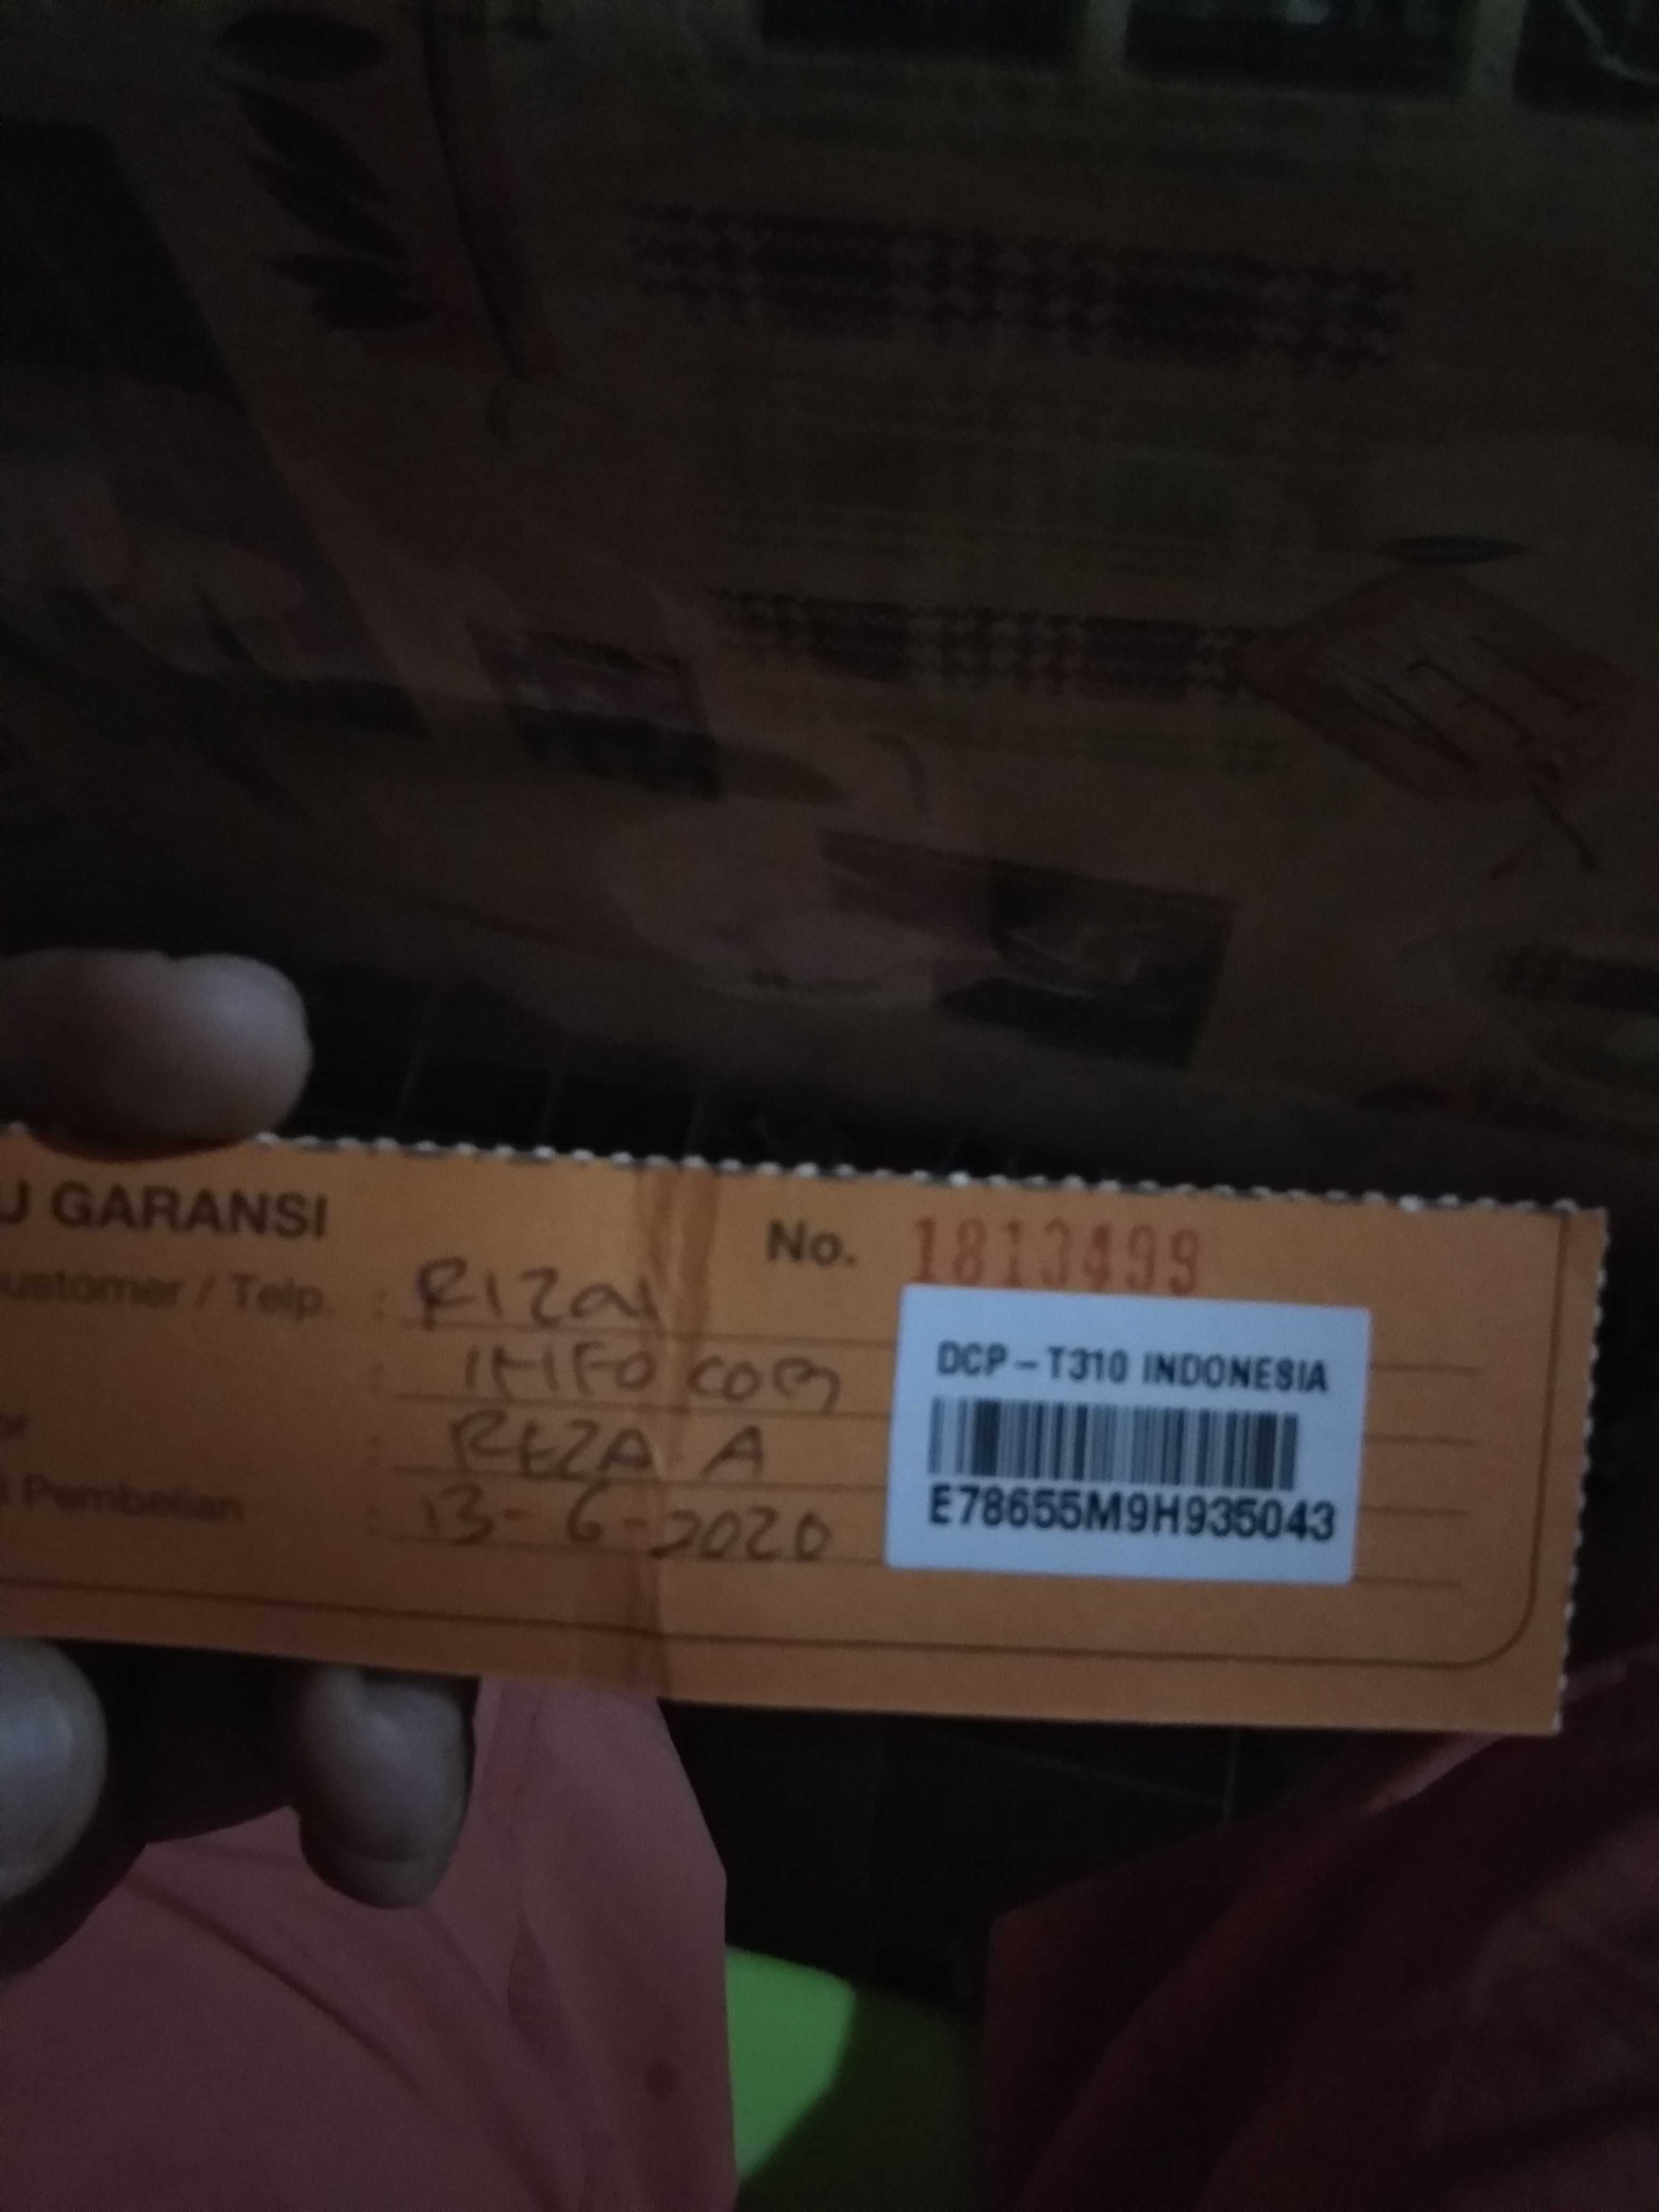 U GARANSI
No. 1813499
ustomer / Telp. : RIZal
: INFO COM
: REZA A
Pembelian : 13-6-2020
DCP-T310 INDONESIA
E78655M9H935043